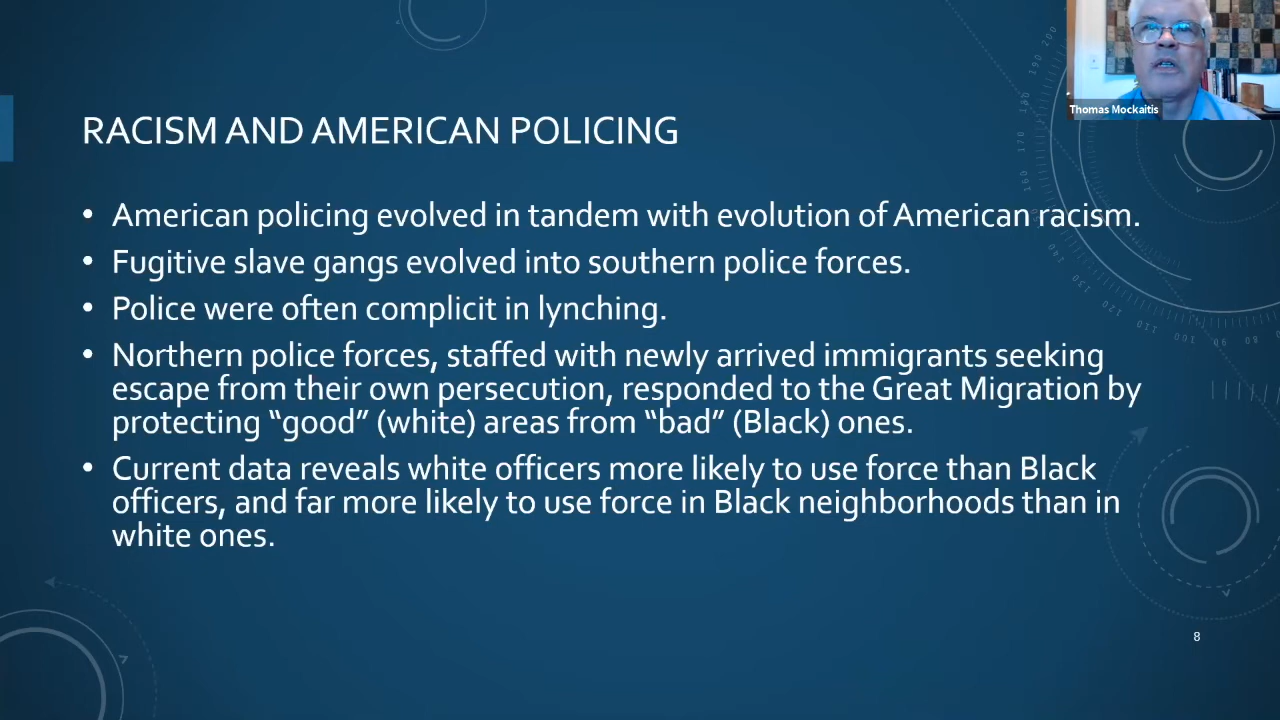 Thomas Mockaitis
RACISM AND AMERICAN POLICING
• American policing evolved in tandem with evolution of American racism.
• Fugitive slave gangs evolved into southern police forces.
• Police were often complicit in lynching.
• Northern police forces, staffed with newly arrived immigrants seeking
escape from their own persecution, responded to the Great Migration by
protecting “good” (white) areas from “bad” (Black) ones.
• Current data reveals white officers more likely to use force than Black
officers, and far more likely to use force in Black neighborhoods than in
white ones.
8